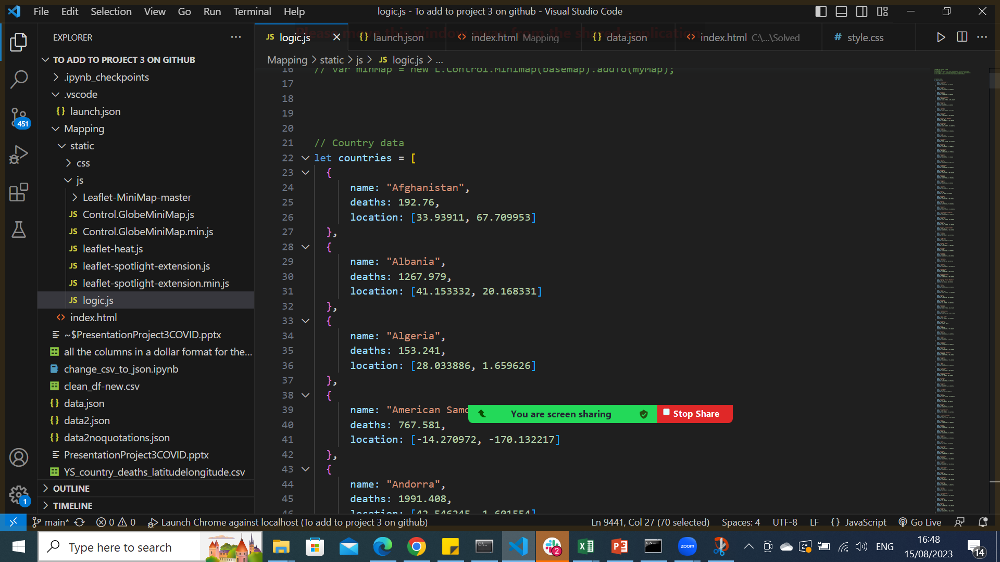 File Edit Selection View Go Run Terminal Help
logic.js - To add to project 3 on github - Visual Studio Code
EXPLORER
TO ADD TO PROJECT 3 ON GITHUB
.ipynb_checkpoints
.vscode
{} launch.json
Mapping
static
css
js
Leaflet-MiniMap-master
JS Control.GlobeMiniMap.js
JS Control.GlobeMiniMap.min.js
JS leaflet-heat.js
JS leaflet-spotlight-extension.js
JS leaflet-spotlight-extension.min.js
JS logic.js
<> index.html
~$PresentationProject3COVID.pptx
all the columns in a dollar format for the...
change_csv_to_json.ipynb
clean_df-new.csv
{} data.json
{} data2.json
{} data2noquotations.json
PresentationProject3COVID.pptx
YS_country_deaths_latitudelongitude.csv
OUTLINE
TIMELINE
451
1
JS logic.js {} launch.json <> index.html Mapping {} data.json <> index.html C:\...\Solved # style.css
Mapping > static > js > JS logic.js > ...
16 // var minMap = new L.Control.Minimap(basemap).addTo(myMap);
17
18
19
20
21 // Country data
22 let countries = [
23 {
24 name: "Afghanistan",
25 deaths: 192.76,
26 location: [33.93911, 67.709953]
27 },
28 {
29 name: "Albania",
30 deaths: 1267.979,
31 location: [41.153332, 20.168331]
32 },
33 {
34 name: "Algeria",
35 deaths: 153.241,
36 location: [28.033886, 1.659626]
37 },
38 {
39 name: "American Samo
You are screen sharing Stop Share
40 deaths: 767.581,
41 location: [-14.270972, -170.132217]
42 },
43 {
44 name: "Andorra",
45 deaths: 1991.408,
46 location: [42.546245, 1.601554]
main* 0 0 Launch Chrome against localhost (To add to project 3 on github) Ln 9441, Col 27 (70 selected) Spaces: 4 UTF-8 LF {} JavaScript Go Live
Type here to search
zoom
2
ENG
16:48
15/08/2023
14